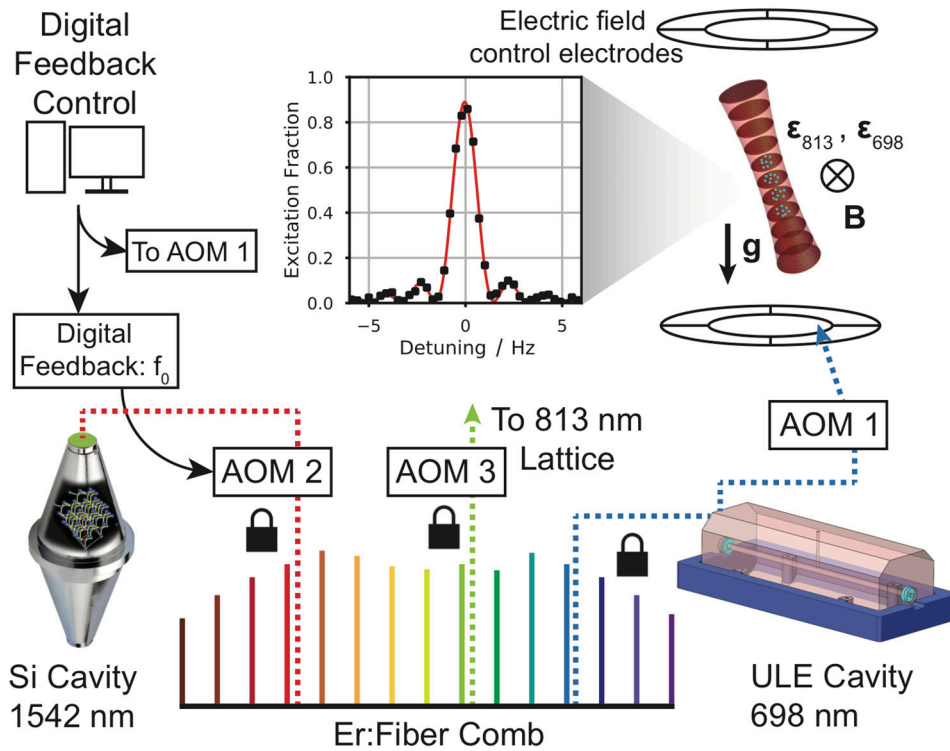 Digital
Feedback
Control
To AOM 1
Digital
Feedback: f₀
Electric field
control electrodes
Excitation Fraction
1.0
0.8
0.6
0.4
0.2
0.0
−5
0
5
Detuning / Hz
ε₈₁₃ , ε₆₉₈
B
g
AOM 2
AOM 3
To 813 nm
Lattice
AOM 1
Si Cavity
1542 nm
Er:Fiber Comb
ULE Cavity
698 nm